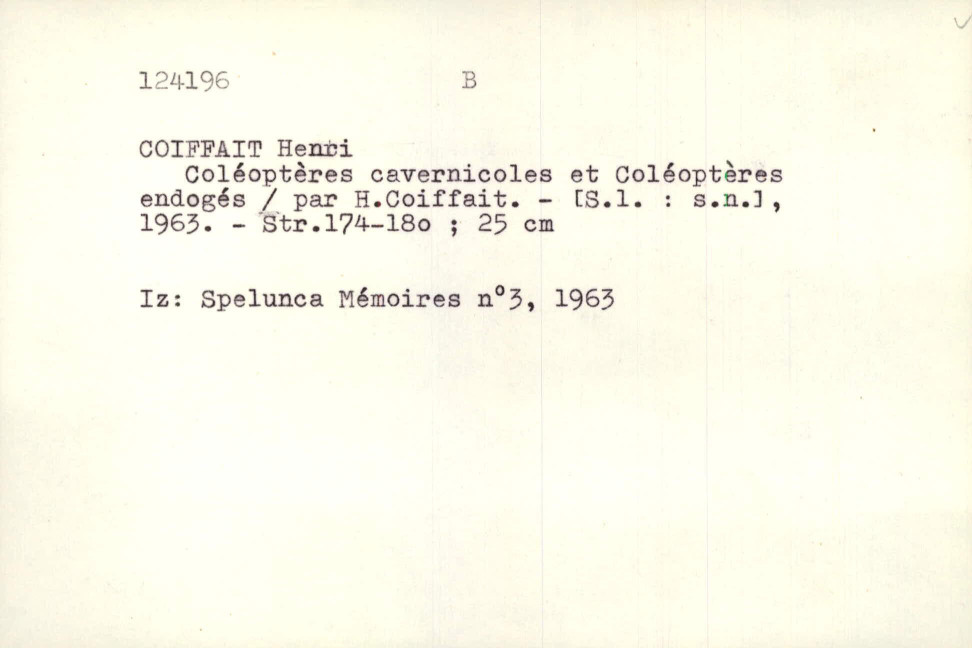 124196 B
COIFFAIT Henri
Coléoptères cavernicoles et Coléoptères
endogés / par H.Coiffait. - [S.l. : s.n.],
1963. - Str.174-18o ; 25 cm
Iz: Spelunca Mémoires n°3, 1963